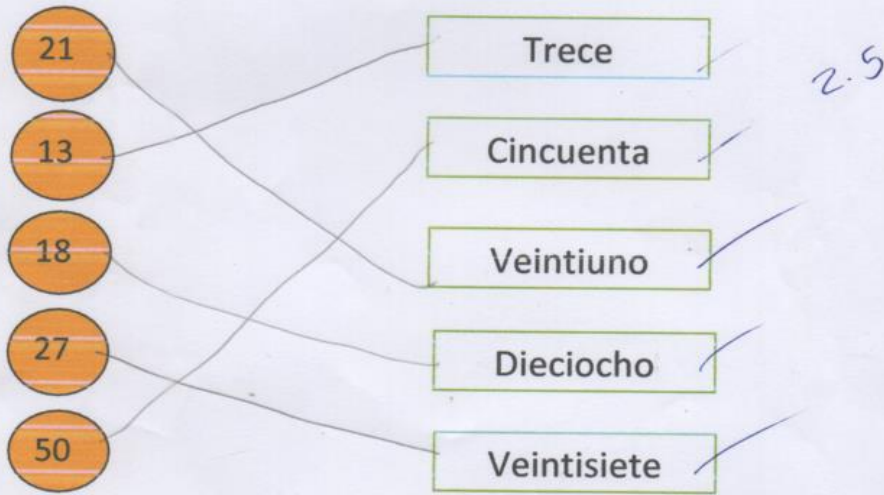 21 Trece
2.5
13 Cincuenta
18 Veintiuno
27 Dieciocho
50 Veintisiete